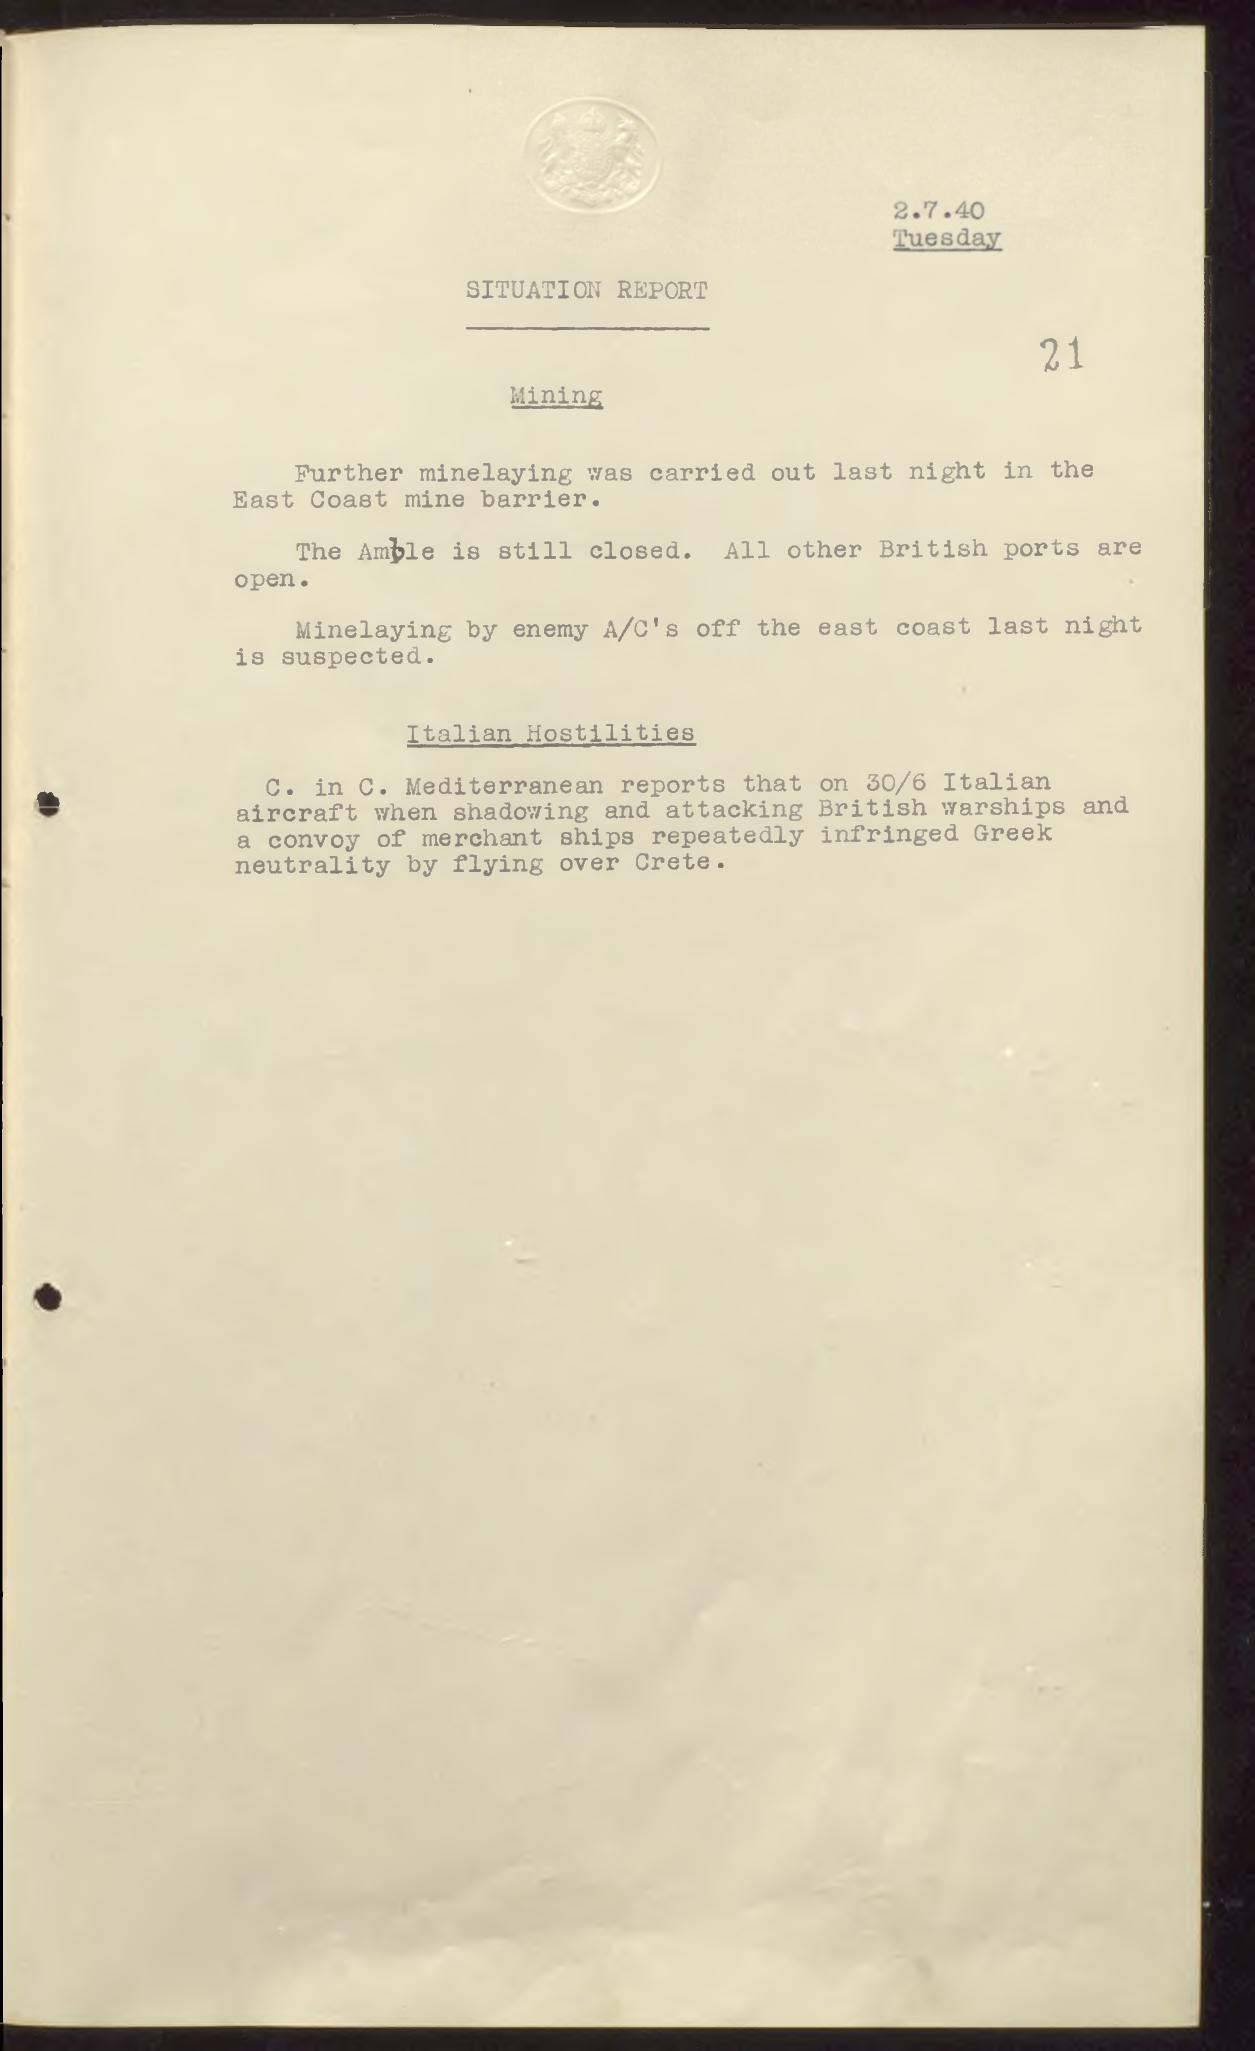 2.7.40
Tuesday
SITUATION REPORT
21
Mining
Further minelaying was carried out last night in the
East Coast mine barrier.
The Amble is still closed. All other British ports are
open.
Minelaying by enemy A/C's off the east coast last night
is suspected.
Italian Hostilities
C. in C. Mediterranean reports that on 30/6 Italian
aircraft when shadowing and attacking British warships and
a convoy of merchant ships repeatedly infringed Greek
neutrality by flying over Crete.